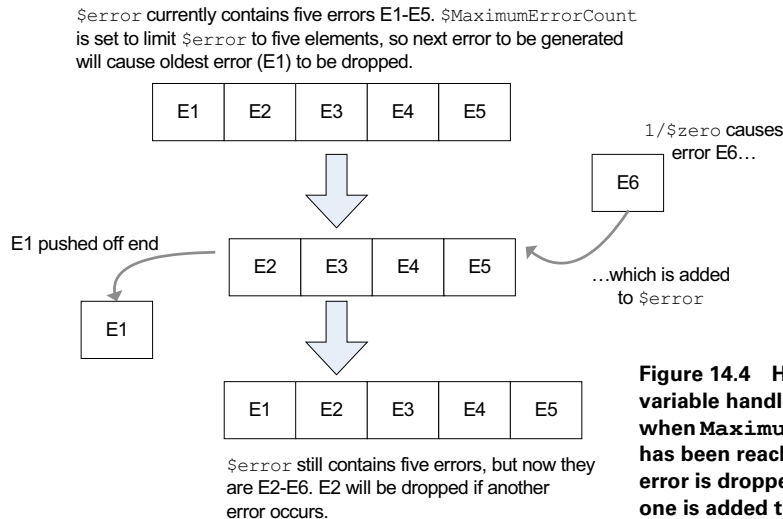 $error currently contains five errors E1-E5. $MaximumErrorCount
is set to limit $error to five elements, so next error to be generated
will cause oldest error (E1) to be dropped.
E1 E2 E3 E4 E5
1/$zero causes
error E6…
E6
E1 pushed off end
E2 E3 E4 E5
…which is added
to $error
E1
E1 E2 E3 E4 E5
$error still contains five errors, but now they
are E2-E6. E2 will be dropped if another
error occurs.
Figure 14.4
variable handl
when Maximu
has been reach
error is droppe
one is added t